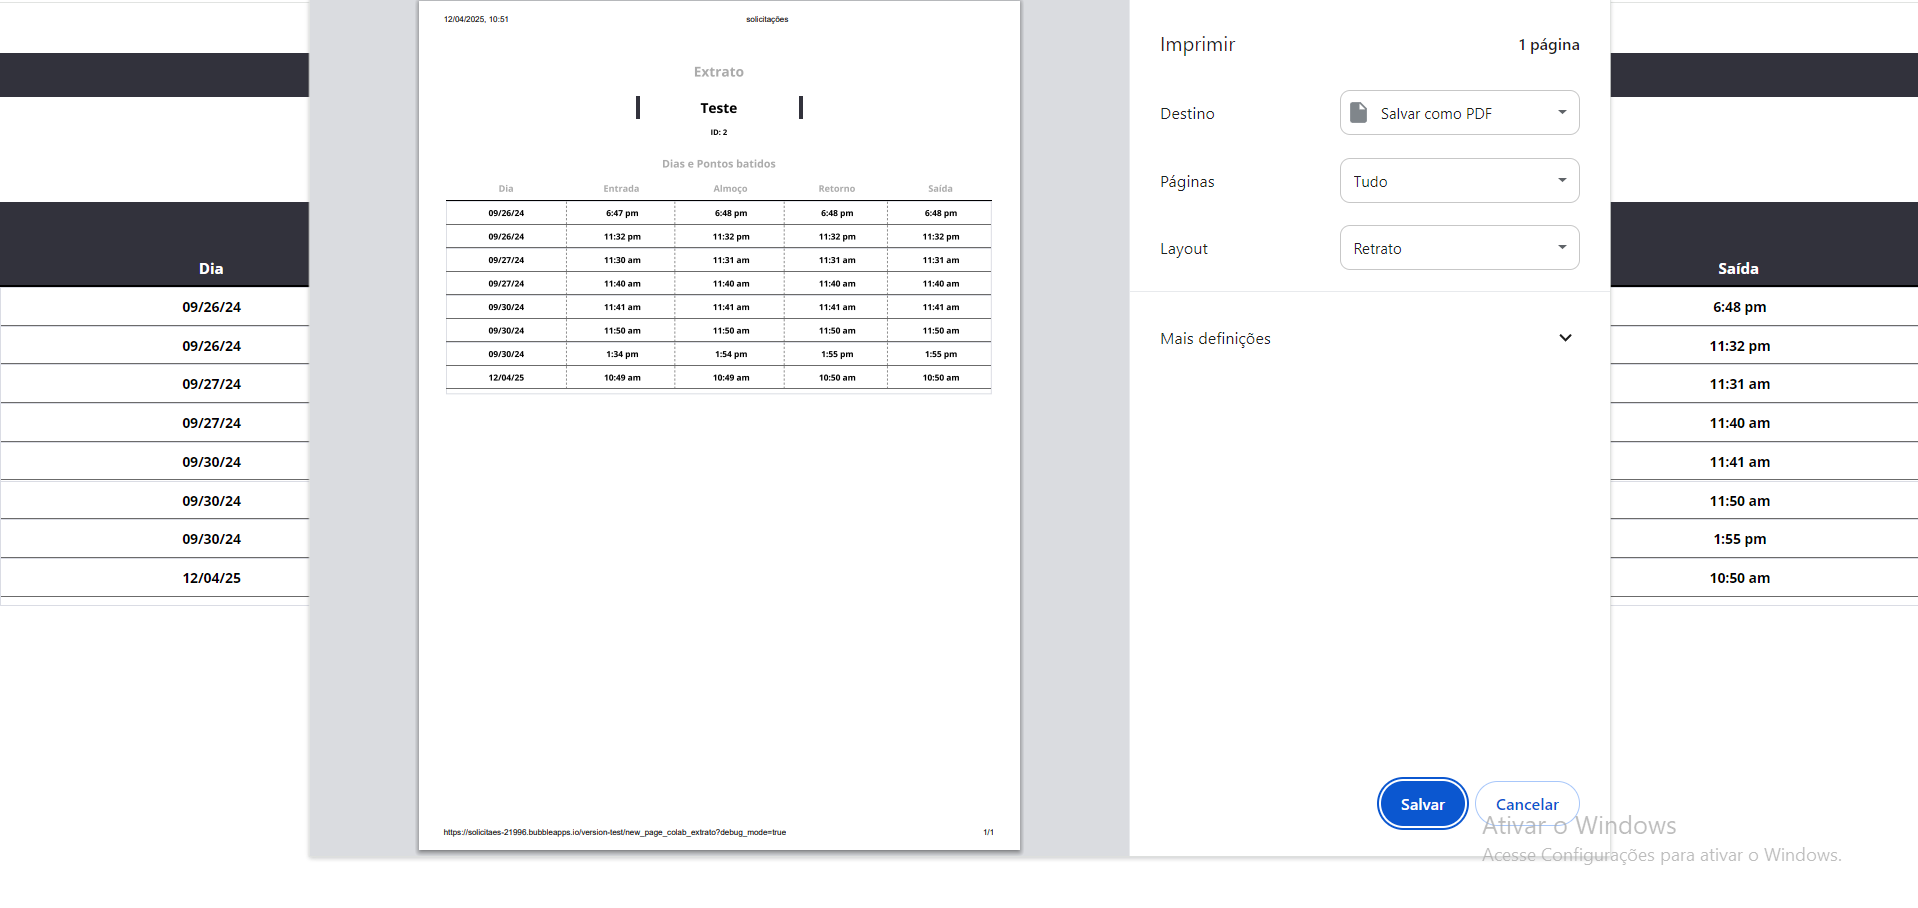 12/04/2025, 10:51 solicitações
Extrato
Teste
ID: 2
Dias e Pontos batidos
Dia Entrada Almoço Retorno Saída
09/26/24 6:47 pm 6:48 pm 6:48 pm 6:48 pm
09/26/24 11:32 pm 11:32 pm 11:32 pm 11:32 pm
09/27/24 11:30 am 11:31 am 11:31 am 11:31 am
09/27/24 11:40 am 11:40 am 11:40 am 11:40 am
09/30/24 11:41 am 11:41 am 11:41 am 11:41 am
09/30/24 11:50 am 11:50 am 11:50 am 11:50 am
09/30/24 1:34 pm 1:54 pm 1:55 pm 1:55 pm
12/04/25 10:49 am 10:49 am 10:50 am 10:50 am
https://solicitaes-21996.bubbleapps.io/version-test/new_page_colab_extrato?debug_mode=true 1/1
Imprimir 1 página
Destino Salvar como PDF
Páginas Tudo
Layout Retrato
Mais definições
Salvar Cancelar
Dia
09/26/24
09/26/24
09/27/24
09/27/24
09/30/24
09/30/24
09/30/24
12/04/25
Saída
6:48 pm
11:32 pm
11:31 am
11:40 am
11:41 am
11:50 am
1:55 pm
10:50 am
Ativar o Windows
Acesse Configurações para ativar o Windows.